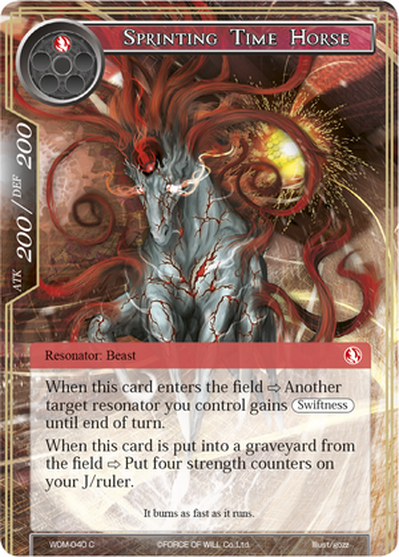 SPRINTING TIME HORSE
ATK 200 / DEF 200
Resonator: Beast
When this card enters the field ⇨ Another
target resonator you control gains Swiftness
until end of turn.
When this card is put into a graveyard from
the field ⇨ Put four strength counters on
your J/ruler.
It burns as fast as it runs.
WOM-040 C ©FORCE OF WILL Co.,Ltd. Illust/kozz